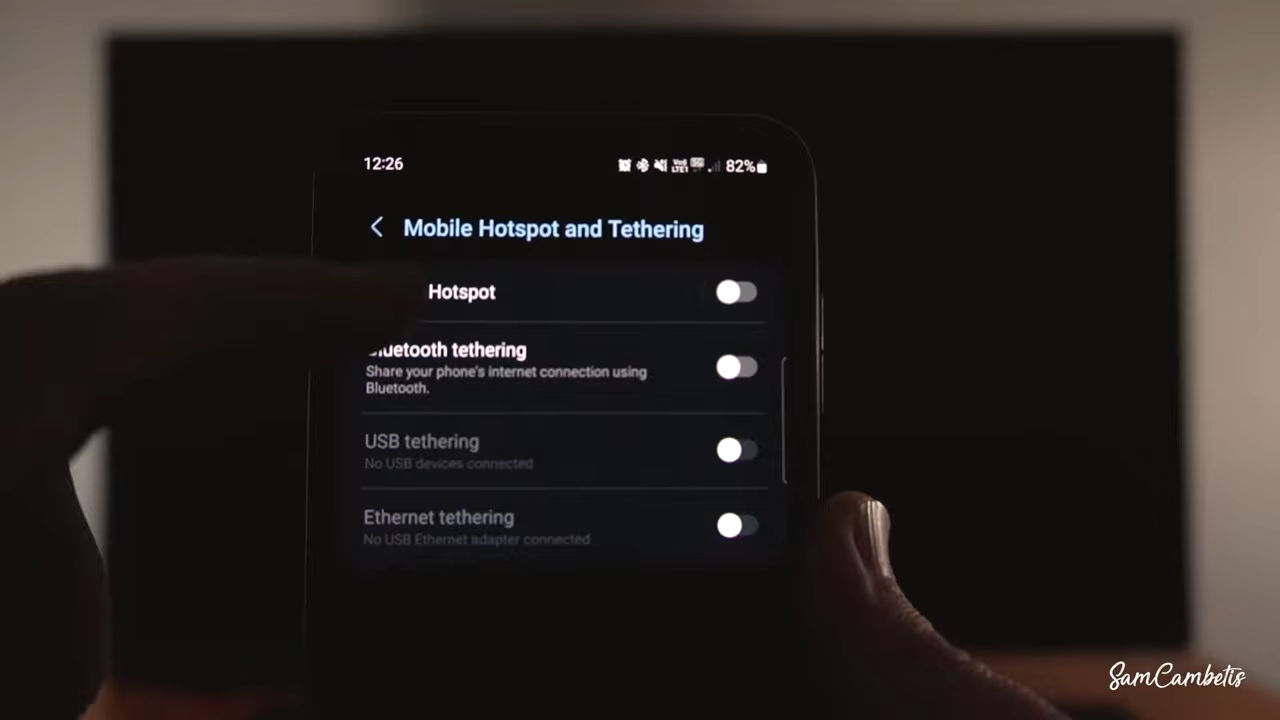 12:26
82%
Mobile Hotspot and Tethering
Hotspot
Bluetooth tethering
Share your phone's internet connection using
Bluetooth.
USB tethering
No USB devices connected
Ethernet tethering
No USB Ethernet adapter connected
SamCambetis